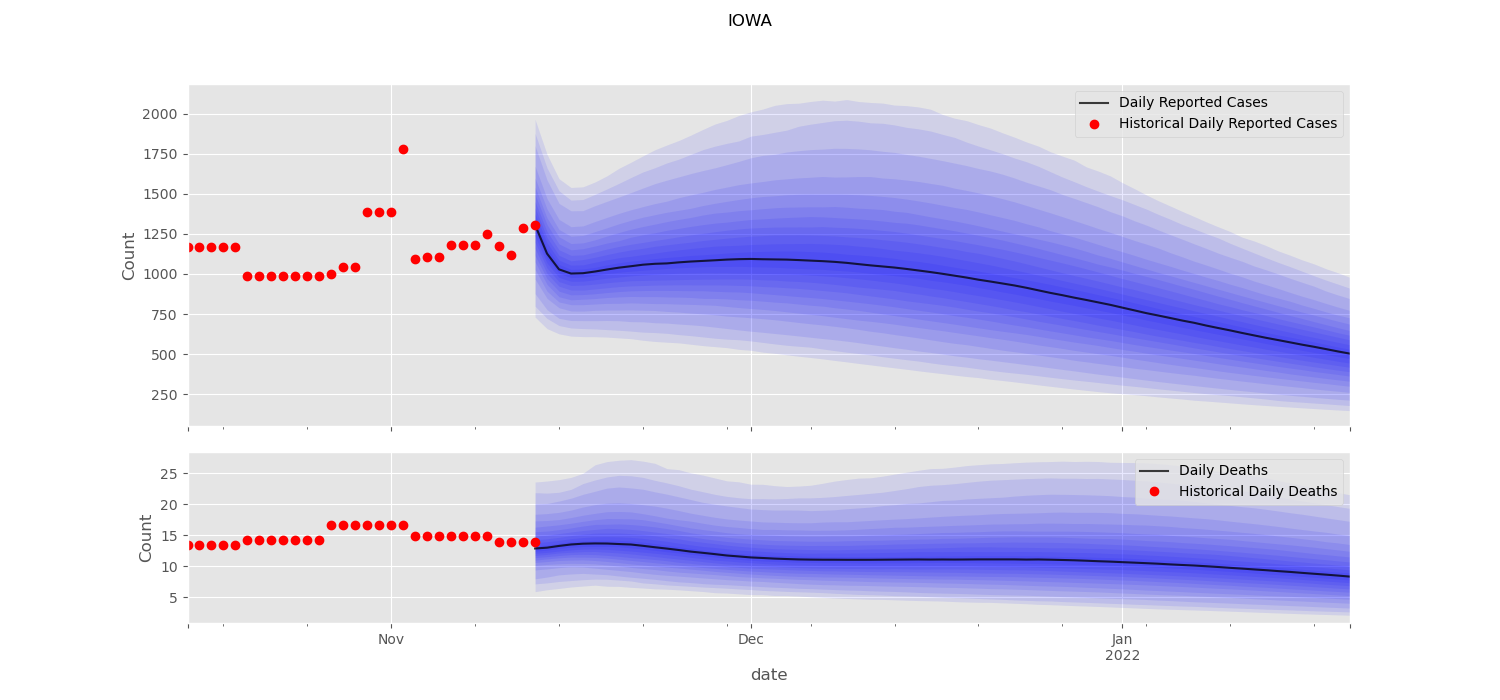 IOWA
2000
1750
1500
1250
1000
750
500
250
Count
Daily Reported Cases
Historical Daily Reported Cases
25
20
15
10
5
Count
Daily Deaths
Historical Daily Deaths
Nov
Dec
Jan
2022
date